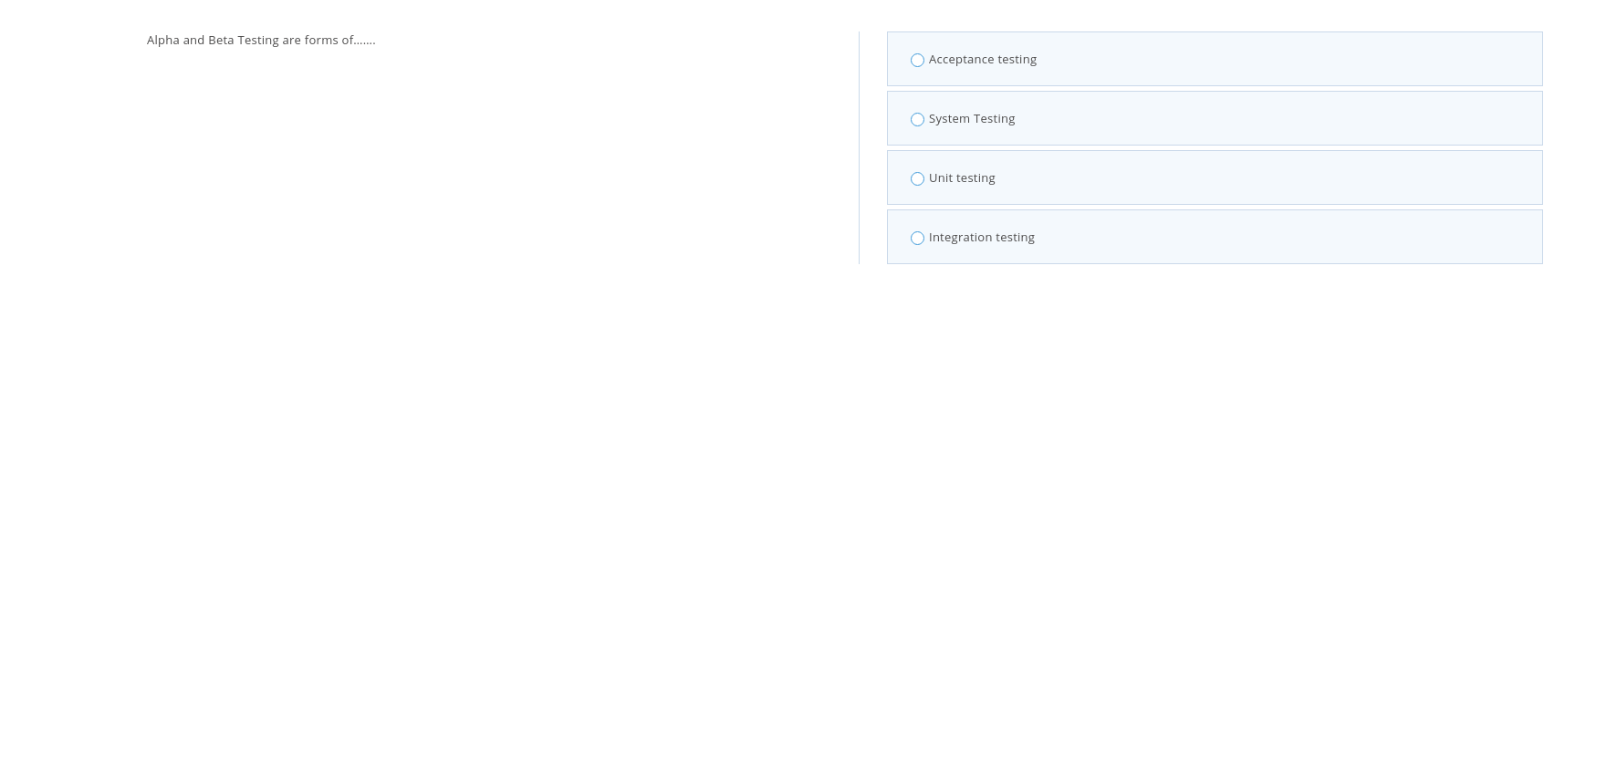 Alpha and Beta Testing are forms of.......
Acceptance testing
System Testing
Unit testing
Integration testing